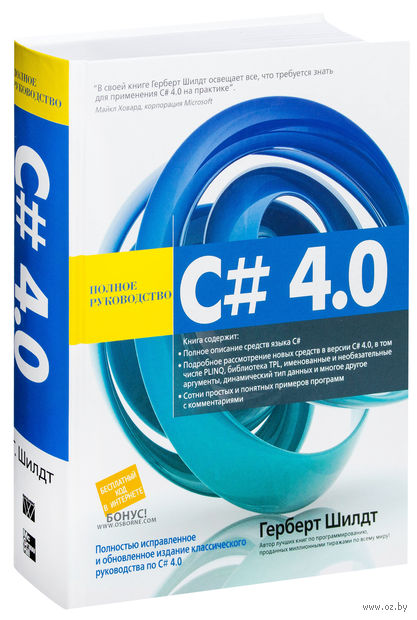 "В своей книге Герберт Шилдт освещает все, что требуется знать
для применения C# 4.0 на практике".
Майкл Ховард, корпорация Microsoft
ПОЛНОЕ
РУКОВОДСТВО
C# 4.0
Книга содержит:
• Полное описание средств языка C#
• Подробное рассмотрение новых средств в версии C# 4.0, в том
числе PLINQ, библиотека TPL, именованные и необязательные
аргументы, динамический тип данных и многое другое
• Сотни простых и понятных примеров программ
с комментариями
БЕСПЛАТНЫЙ
КОД
В ИНТЕРНЕТЕ
БОНУС!
WWW.OSBORNE.COM
Полностью исправленное
и обновленное издание классического
руководства по C# 4.0
Герберт Шилдт
Автор лучших книг по программированию,
проданных миллионными тиражами по всему миру!
ПОЛНОЕ
РУКОВОДСТВО
C# 4.0
Г. ШИЛДТ
www.oz.by